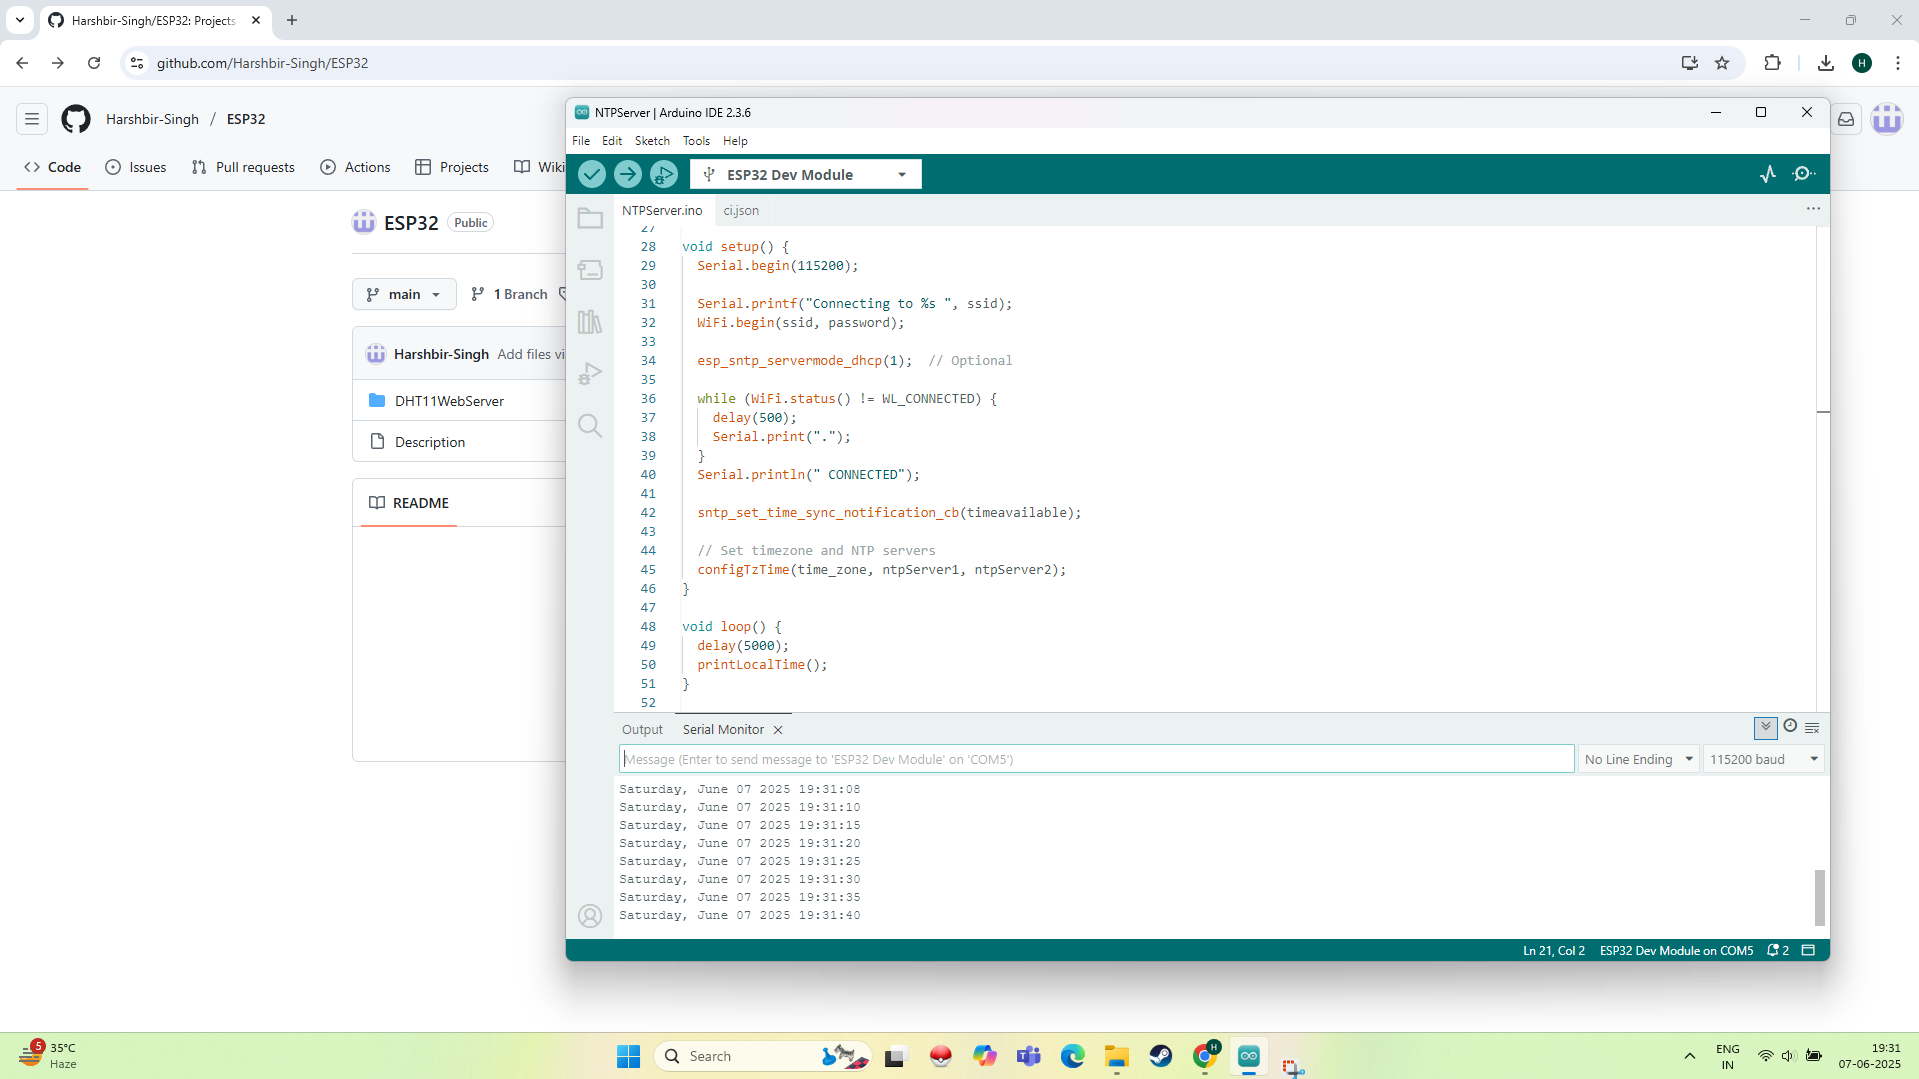 Harshbir-Singh/ESP32: Projects
github.com/Harshbir-Singh/ESP32
H
Harshbir-Singh / ESP32
Code
Issues
Pull requests
Actions
Projects
Wiki
ESP32 Public
main
1 Branch
Harshbir-Singh Add files vi
DHT11WebServer
Description
README
NTPServer | Arduino IDE 2.3.6
File Edit Sketch Tools Help
ESP32 Dev Module
NTPServer.ino
ci.json
27
28 void setup() {
29 Serial.begin(115200);
30
31 Serial.printf("Connecting to %s ", ssid);
32 WiFi.begin(ssid, password);
33
34 esp_sntp_servermode_dhcp(1);  // Optional
35
36 while (WiFi.status() != WL_CONNECTED) {
37 delay(500);
38 Serial.print(".");
39 }
40 Serial.println(" CONNECTED");
41
42 sntp_set_time_sync_notification_cb(timeavailable);
43
44 // Set timezone and NTP servers
45 configTzTime(time_zone, ntpServer1, ntpServer2);
46 }
47
48 void loop() {
49 delay(5000);
50 printLocalTime();
51 }
52
Output
Serial Monitor
Message (Enter to send message to 'ESP32 Dev Module' on 'COM5')
No Line Ending
115200 baud
Saturday, June 07 2025 19:31:08
Saturday, June 07 2025 19:31:10
Saturday, June 07 2025 19:31:15
Saturday, June 07 2025 19:31:20
Saturday, June 07 2025 19:31:25
Saturday, June 07 2025 19:31:30
Saturday, June 07 2025 19:31:35
Saturday, June 07 2025 19:31:40
Ln 21, Col 2
ESP32 Dev Module on COM5
2
5
35°C
Haze
Search
H
ENG
IN
19:31
07-06-2025